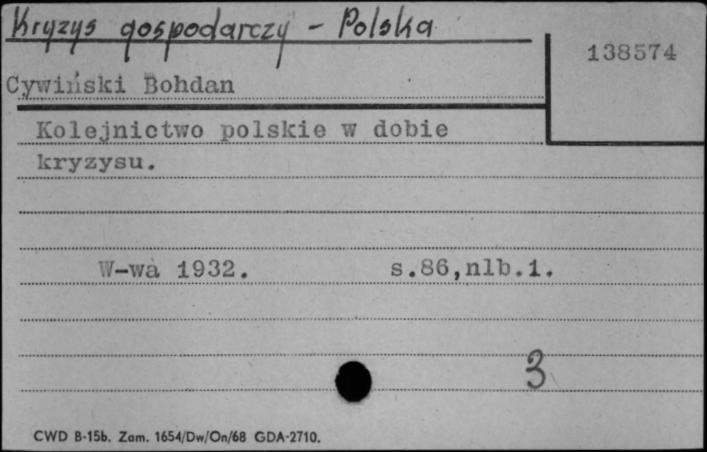 Kryzys gospodarczy - Polska
138574
Cywiński Bohdan
Kolejnictwo polskie w dobie
kryzysu.
W-wa 1932. s.86,nlb.1.
3
CWD B-15b. Zam. 1654/Dw/On/68 GDA-2710.